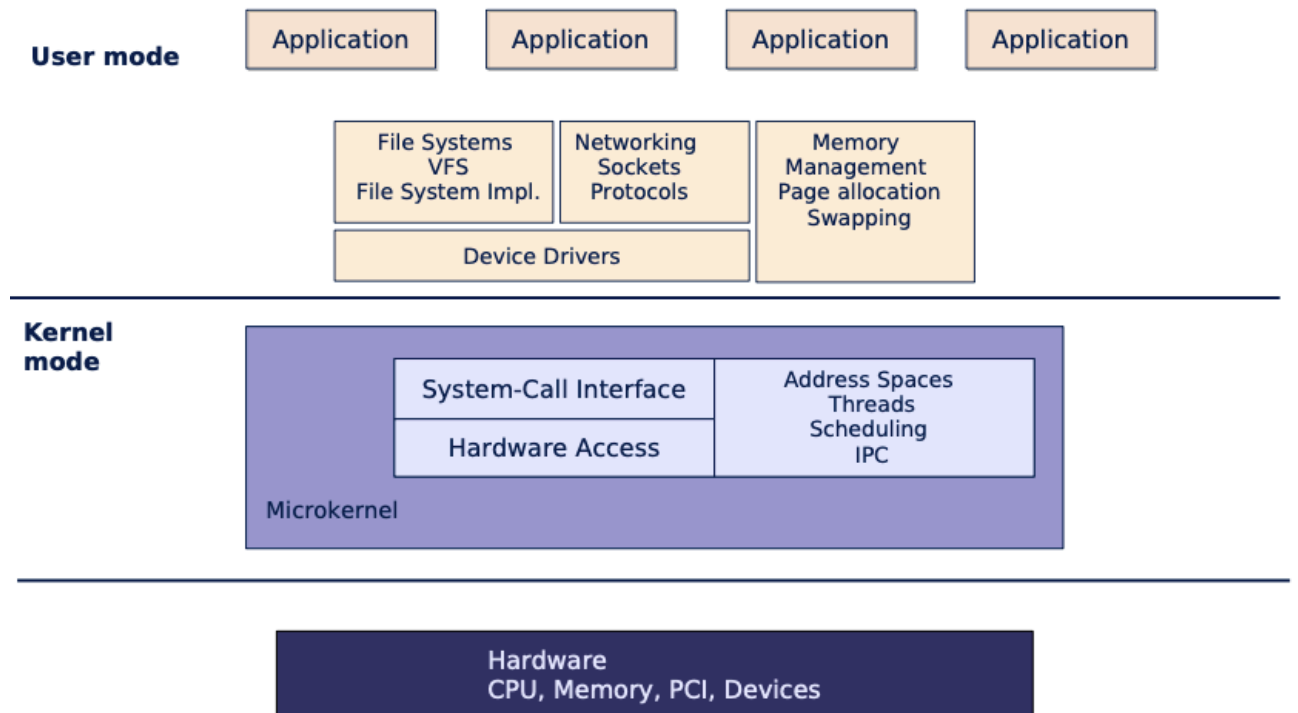 User mode
Application
Application
Application
Application
File Systems
VFS
File System Impl.
Networking
Sockets
Protocols
Memory
Management
Page allocation
Swapping
Device Drivers
Kernel
mode
System-Call Interface
Hardware Access
Address Spaces
Threads
Scheduling
IPC
Microkernel
Hardware
CPU, Memory, PCI, Devices